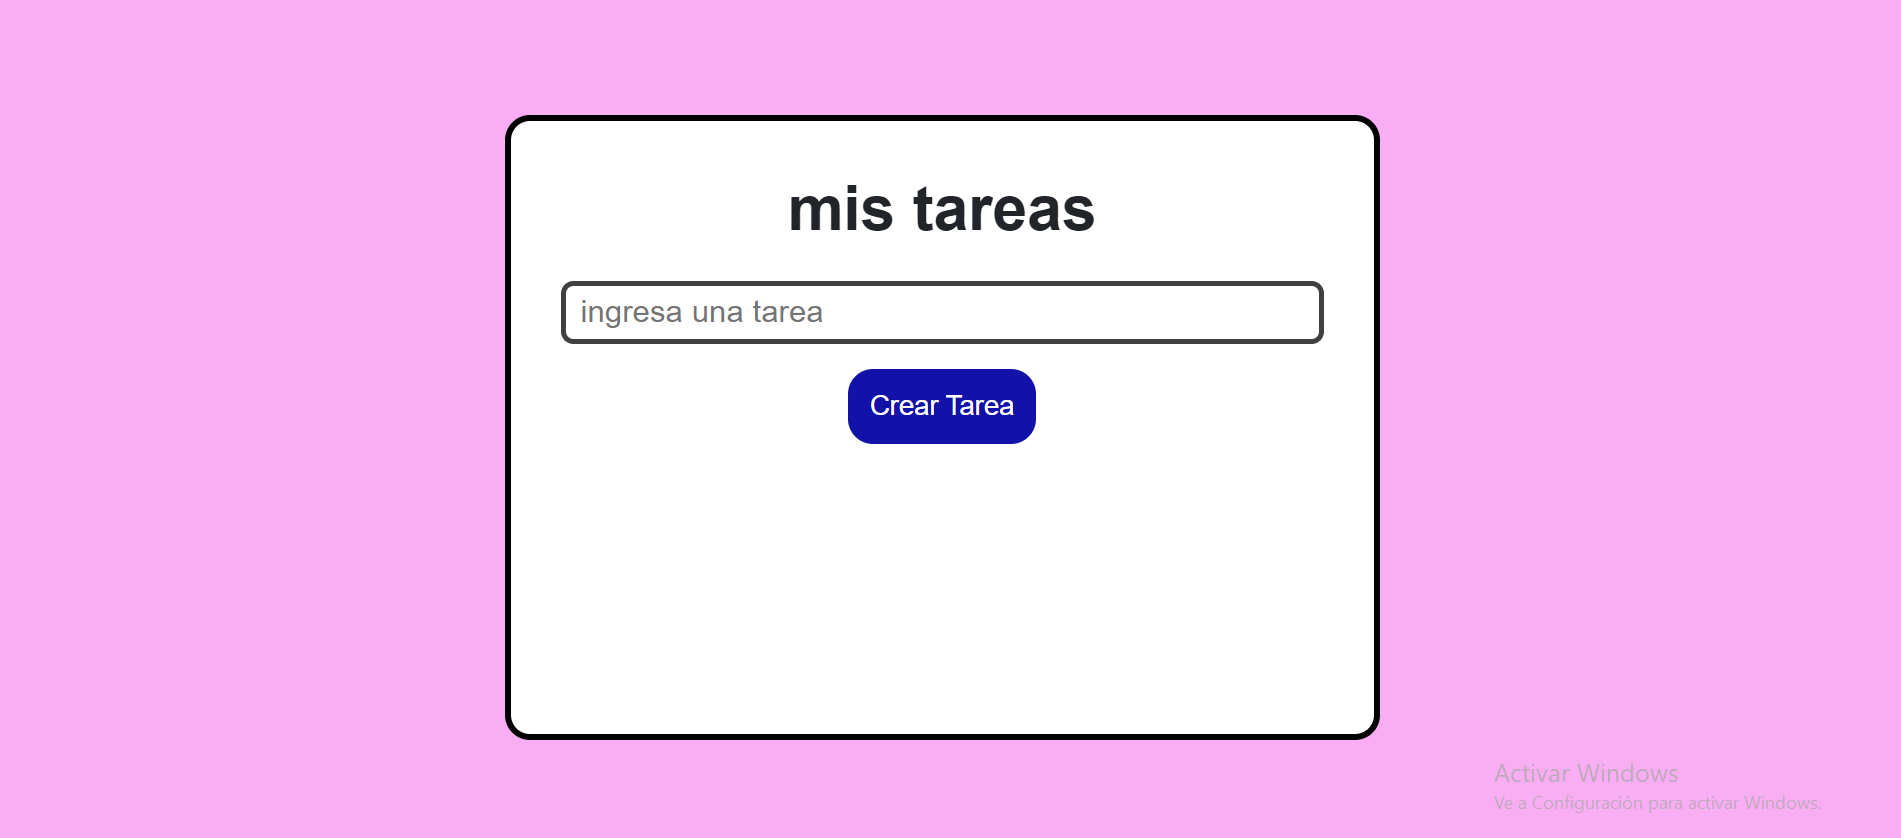 mis tareas
ingresa una tarea
Crear Tarea
Activar Windows
Ve a Configuración para activar Windows.